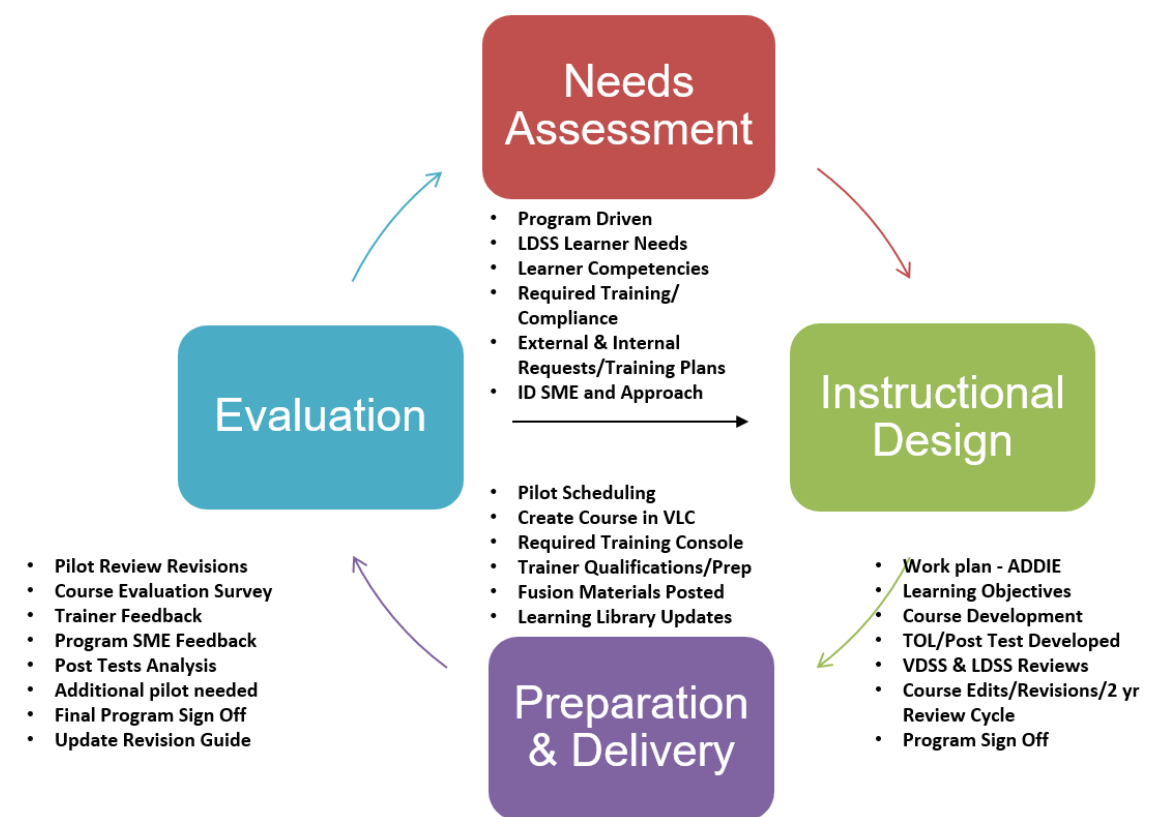 Needs
Assessment
• Program Driven
• LDSS Learner Needs
• Learner Competencies
• Required Training/
Compliance
• External & Internal
Requests/Training Plans
• ID SME and Approach
Instructional
Design
• Work plan - ADDIE
• Learning Objectives
• Course Development
• TOL/Post Test Developed
• VDSS & LDSS Reviews
• Course Edits/Revisions/2 yr
Review Cycle
• Program Sign Off
• Pilot Scheduling
• Create Course in VLC
• Required Training Console
• Trainer Qualifications/Prep
• Fusion Materials Posted
• Learning Library Updates
Preparation
& Delivery
Evaluation
• Pilot Review Revisions
• Course Evaluation Survey
• Trainer Feedback
• Program SME Feedback
• Post Tests Analysis
• Additional pilot needed
• Final Program Sign Off
• Update Revision Guide